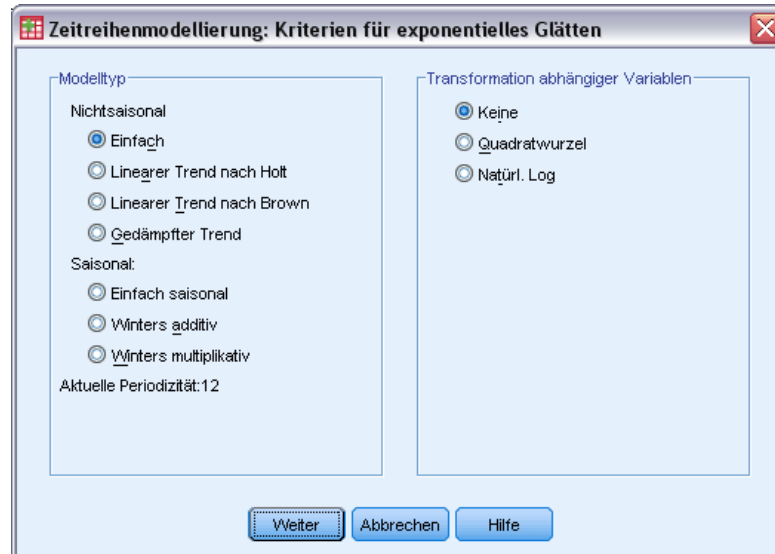 Zeitreihenmodellierung: Kriterien für exponentielles Glätten
Modelltyp
Nichtsaisonal
Einfach
Linearer Trend nach Holt
Linearer Trend nach Brown
Gedämpfter Trend
Saisonal:
Einfach saisonal
Winters additiv
Winters multiplikativ
Aktuelle Periodizität:12
Transformation abhängiger Variablen
Keine
Quadratwurzel
Natürl. Log
Weiter
Abbrechen
Hilfe